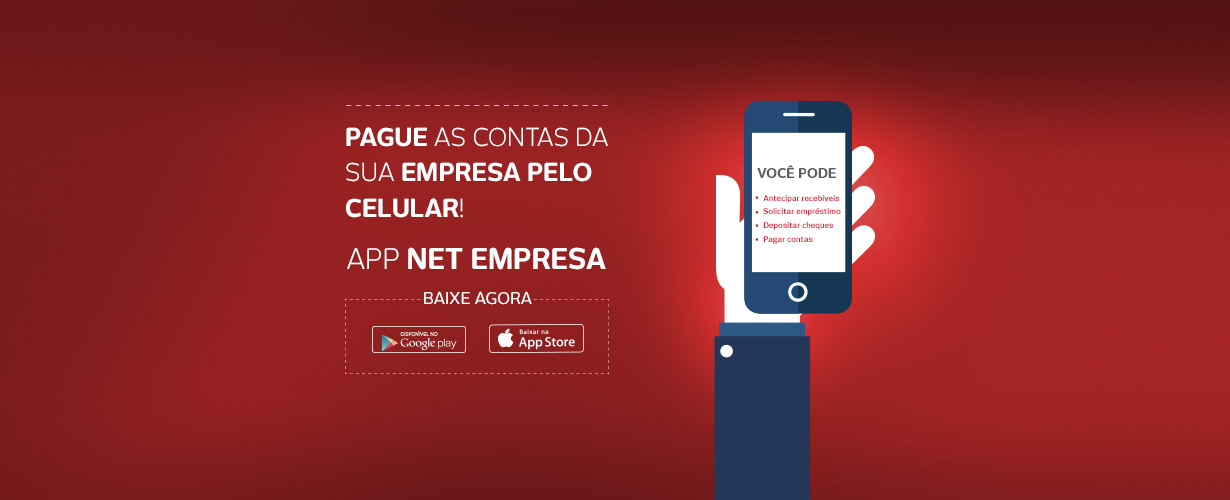 PAGUE AS CONTAS DA
SUA EMPRESA PELO
CELULAR!
APP NET EMPRESA
BAIXE AGORA
DISPONÍVEL NO
Google play
Baixar na
App Store
VOCÊ PODE
• Antecipar recebíveis
• Solicitar empréstimo
• Depositar cheques
• Pagar contas